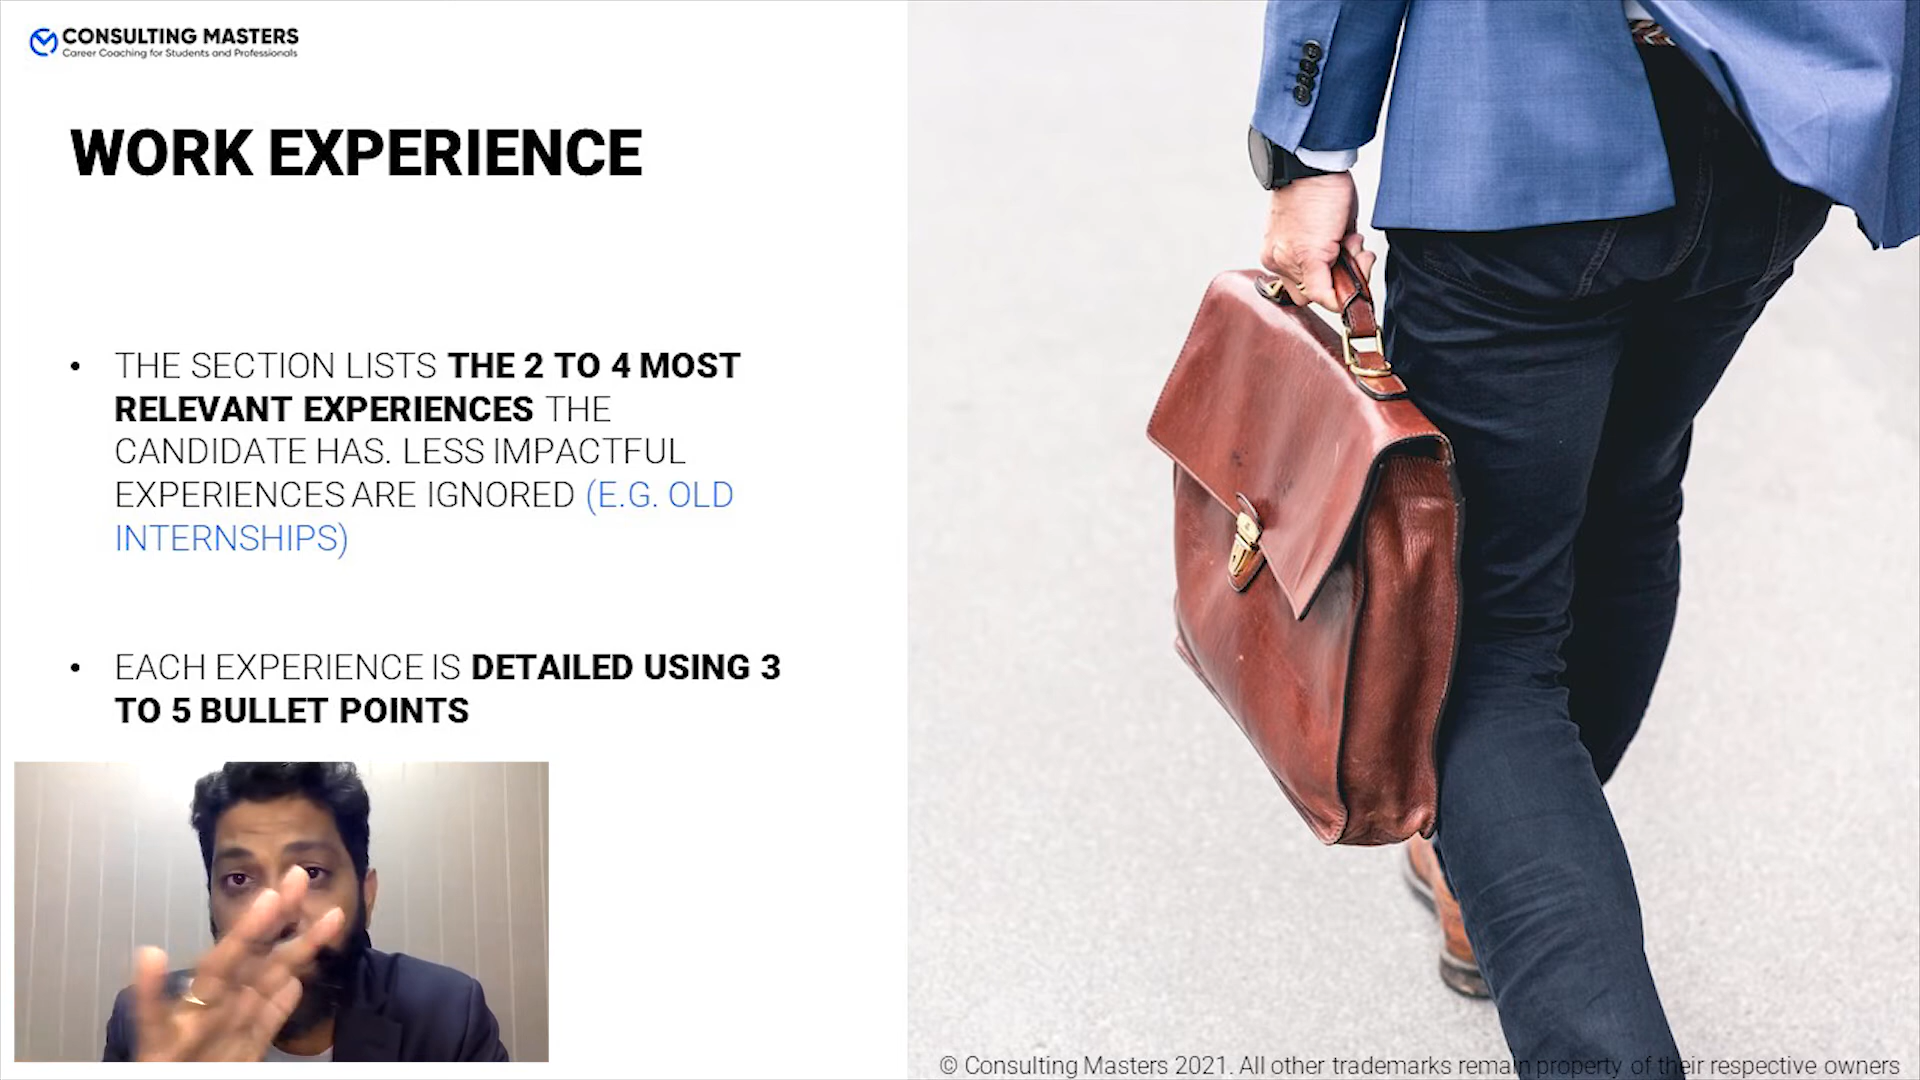 CONSULTING MASTERS
Career Coaching for Students and Professionals
WORK EXPERIENCE
• THE SECTION LISTS THE 2 TO 4 MOST
RELEVANT EXPERIENCES THE
CANDIDATE HAS. LESS IMPACTFUL
EXPERIENCES ARE IGNORED (E.G. OLD
INTERNSHIPS)
• EACH EXPERIENCE IS DETAILED USING 3
TO 5 BULLET POINTS
© Consulting Masters 2021. All other trademarks remain property of their respective owners